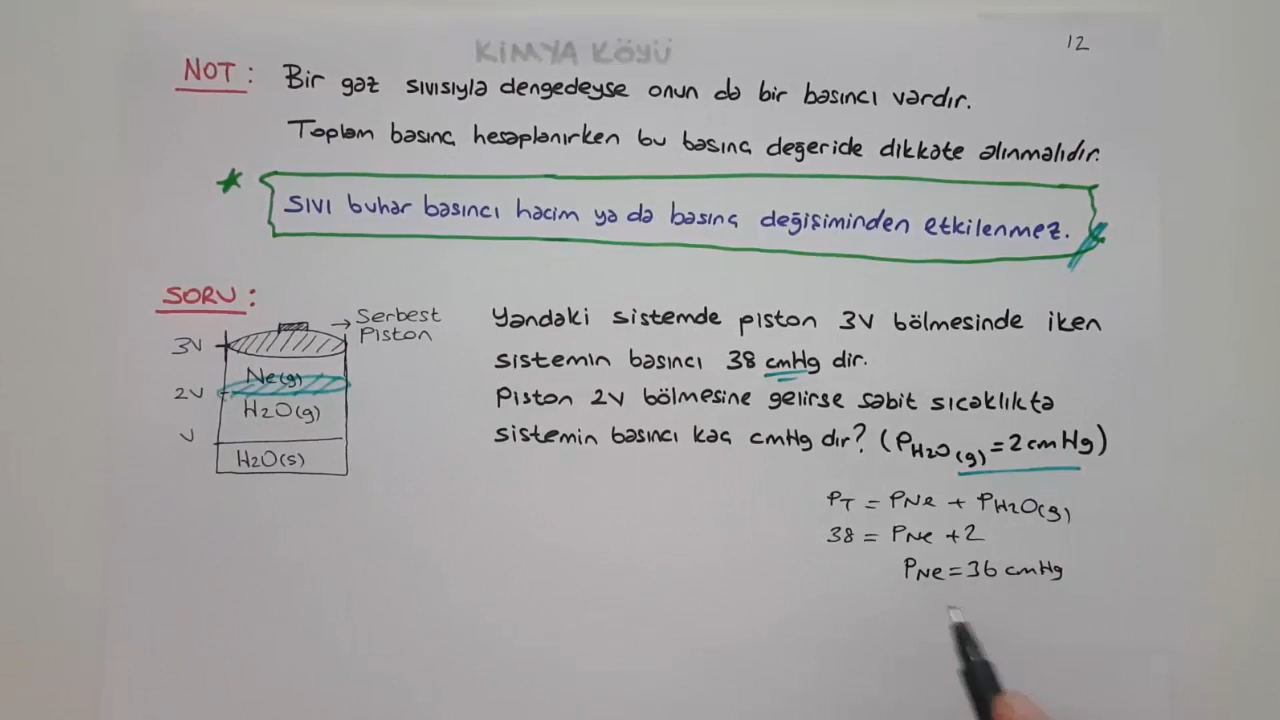 KİMYA KÖYÜ
12
NOT : Bir gaz sıvısıyla dengedeyse onun da bir basıncı vardır.
Toplam basınç hesaplanırken bu basınç değeride dikkate alınmalıdır.
Sıvı buhar basıncı hacim ya da basınç değişiminden etkilenmez.
SORU :
Serbest
Piston
3V
Ne(g)
2V
H2O(g)
V
H2O(s)
Yandaki sistemde piston 3V bölmesinde iken
sistemin basıncı 38 cmHg dir.
Piston 2V bölmesine gelirse sabit sıcaklıkta
sistemin basıncı kaç cmHg dır? (PH2O(g)=2cmHg)
PT = PNe + PH2O(g)
38 = PNe +2
PNe=36 cmHg